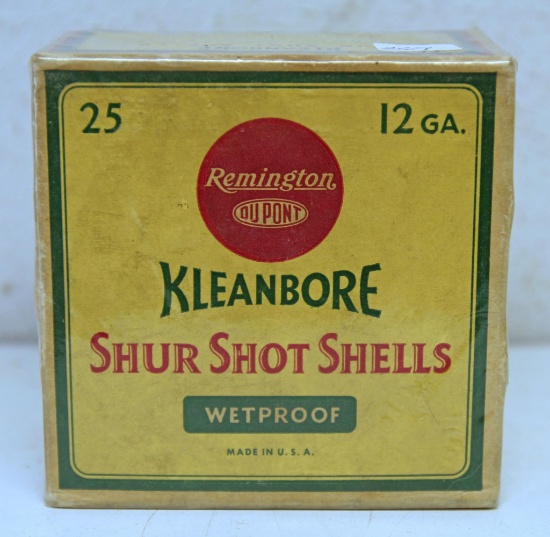 25 12 GA.
Remington
DU PONT
KLEANBORE
SHUR SHOT SHELLS
WETPROOF
MADE IN U. S. A.